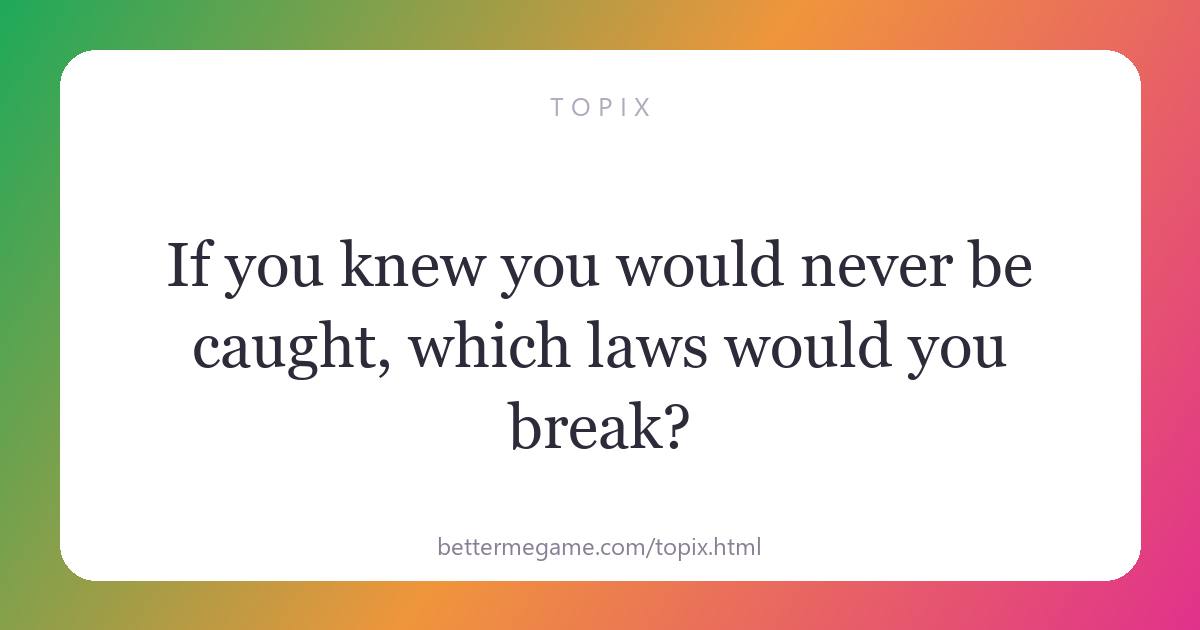 TOPIX
If you knew you would never be
caught, which laws would you
break?
bettermegame.com/topix.html